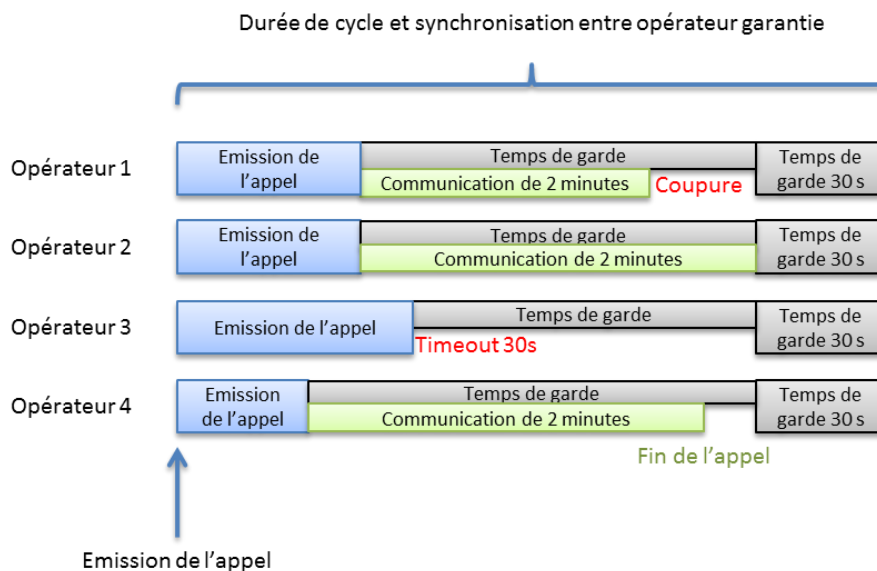 Durée de cycle et synchronisation entre opérateur garantie
Opérateur 1
Emission de
l'appel
Temps de garde
Communication de 2 minutes
Coupure
Temps de
garde 30 s
Opérateur 2
Emission de
l'appel
Temps de garde
Communication de 2 minutes
Temps de
garde 30 s
Opérateur 3
Emission de l'appel
Temps de garde
Timeout 30s
Temps de
garde 30 s
Opérateur 4
Emission
de l'appel
Temps de garde
Communication de 2 minutes
Temps de
garde 30 s
Fin de l'appel
Emission de l'appel